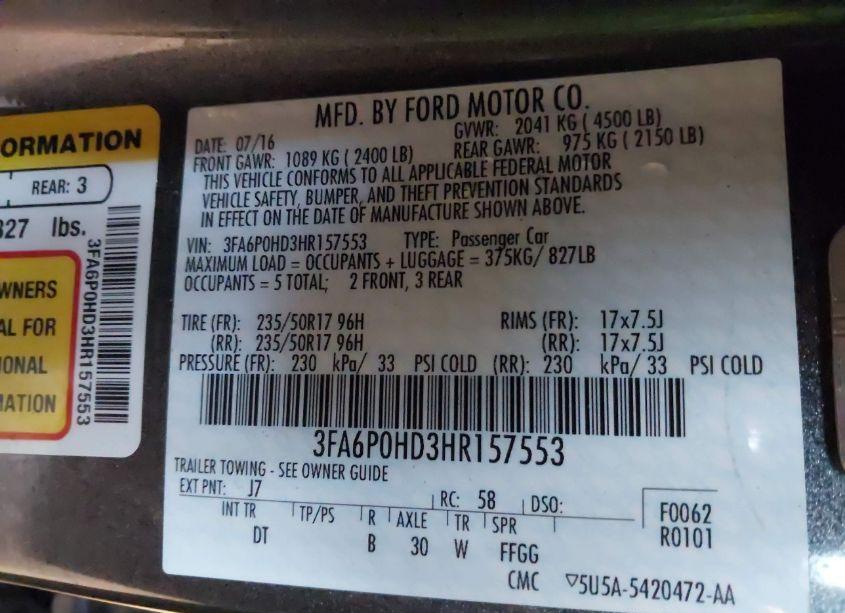 ORMATION
REAR: 3
827 lbs.
WNERS
AL FOR
IONAL
MATION
3FA6P0HD3HR157553
MFD. BY FORD MOTOR CO.
DATE: 07/16 GVWR: 2041 KG ( 4500 LB)
FRONT GAWR: 1089 KG ( 2400 LB) REAR GAWR: 975 KG ( 2150 LB)
THIS VEHICLE CONFORMS TO ALL APPLICABLE FEDERAL MOTOR
VEHICLE SAFETY, BUMPER, AND THEFT PREVENTION STANDARDS
IN EFFECT ON THE DATE OF MANUFACTURE SHOWN ABOVE.
VIN: 3FA6P0HD3HR157553 TYPE: Passenger Car
MAXIMUM LOAD = OCCUPANTS + LUGGAGE = 375KG/ 827LB
OCCUPANTS = 5 TOTAL; 2 FRONT, 3 REAR
TIRE (FR): 235/50R17 96H RIMS (FR): 17x7.5J
(RR): 235/50R17 96H (RR): 17x7.5J
PRESSURE (FR): 230 kPa/ 33 PSI COLD (RR): 230 kPa/ 33 PSI COLD
3FA6P0HD3HR157553
TRAILER TOWING - SEE OWNER GUIDE
EXT PNT: J7 RC: 58 DSO:
INT TR TP/PS R AXLE TR SPR
DT B 30 W FFGG
F0062
R0101
CMC ▽5U5A-5420472-AA